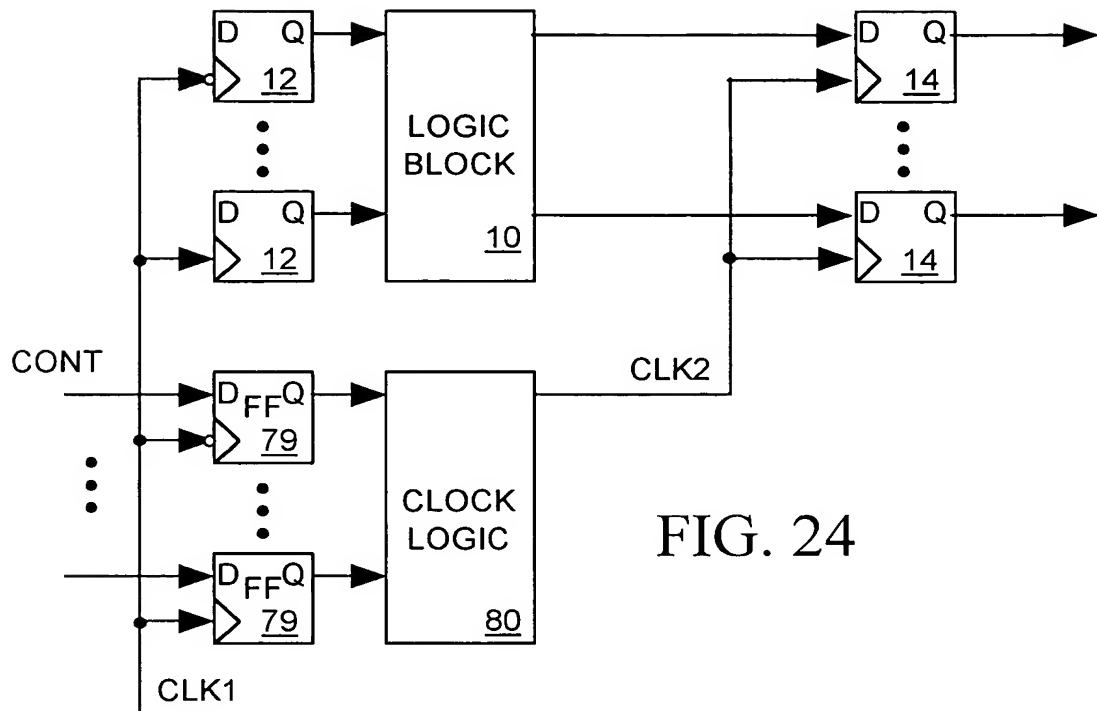 D Q
12
D Q
12
LOGIC
BLOCK
10
D Q
14
D Q
14
CONT
D FF Q
79
D FF Q
79
CLOCK
LOGIC
80
CLK2
CLK1
FIG. 24